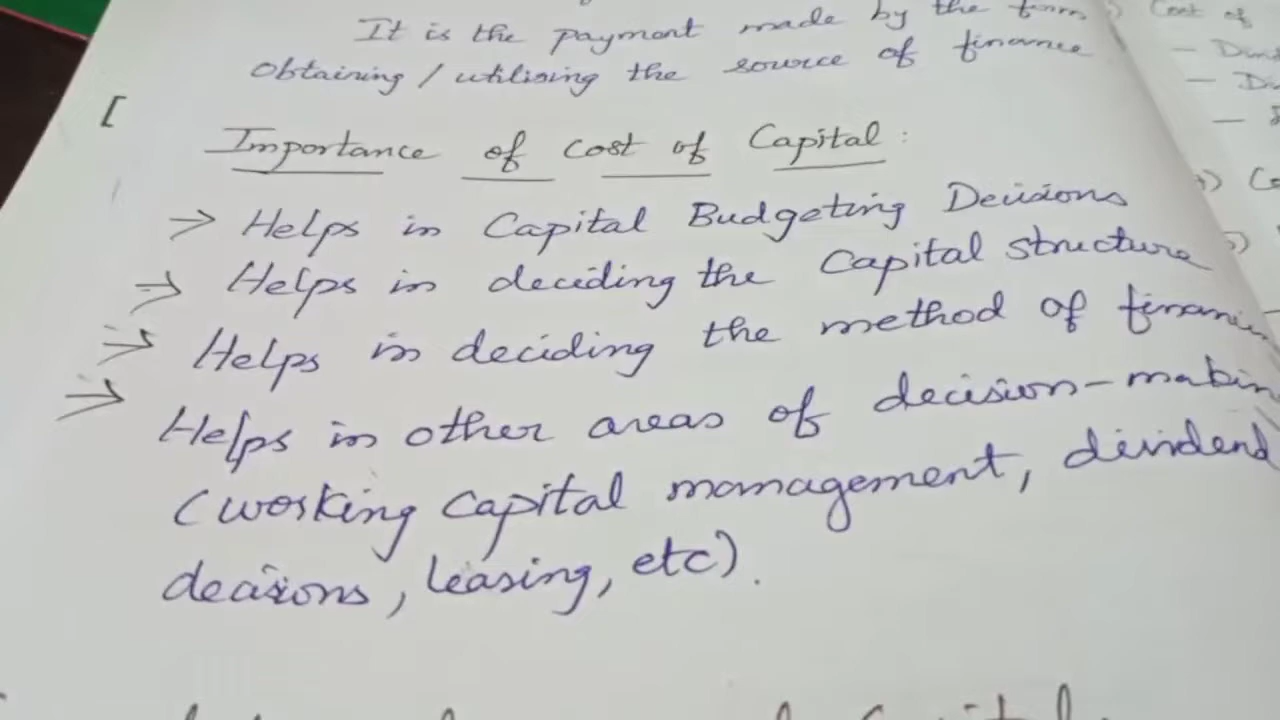 It is the payment made by the firm
Obtaining / utilising the source of finance
[
Importance of Cost of Capital :
→ Helps in Capital Budgeting Decisions
→ Helps in deciding the Capital structure
→ Helps in deciding the method of
→ Helps in other areas of decision-
(working capital management, dividend
decisions, leasing, etc).
Cost of